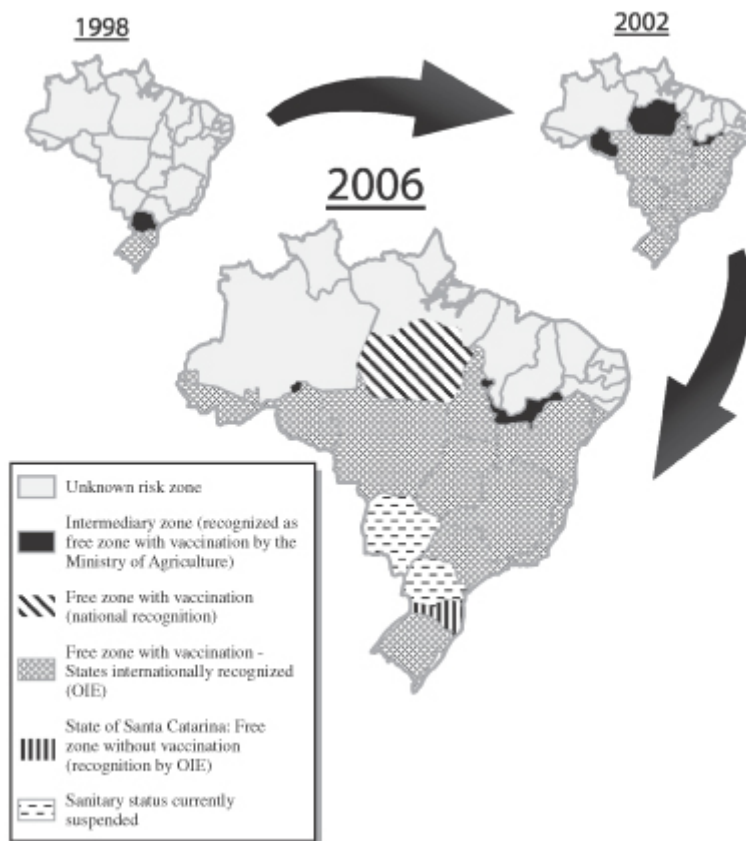 1998
2002
2006
Unknown risk zone
Intermediary zone (recognized as
free zone with vaccination by the
Ministry of Agriculture)
Free zone with vaccination
(national recognition)
Free zone with vaccination -
States internationally recognized
(OIE)
State of Santa Catarina: Free
zone without vaccination
(recognition by OIE)
Sanitary status currently
suspended